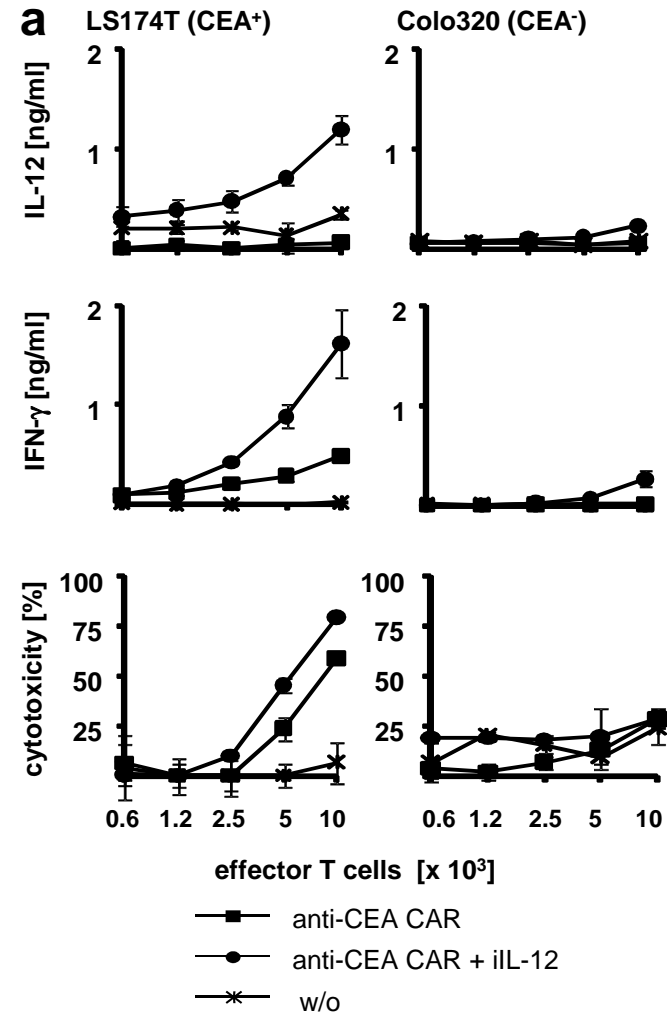 a
LS174T (CEA⁺) Colo320 (CEA⁻)
IL-12 [ng/ml]
2
1
2
1
IFN-γ [ng/ml]
2
1
2
1
cytotoxicity [%]
100
75
50
25
100
75
50
25
0.6 1.2 2.5 5 10 0.6 1.2 2.5 5 10
effector T cells [x 10³]
anti-CEA CAR
anti-CEA CAR + iIL-12
w/o